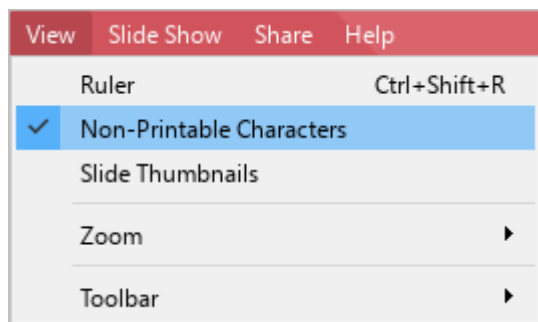 View Slide Show Share Help
Ruler Ctrl+Shift+R
Non-Printable Characters
Slide Thumbnails
Zoom
Toolbar